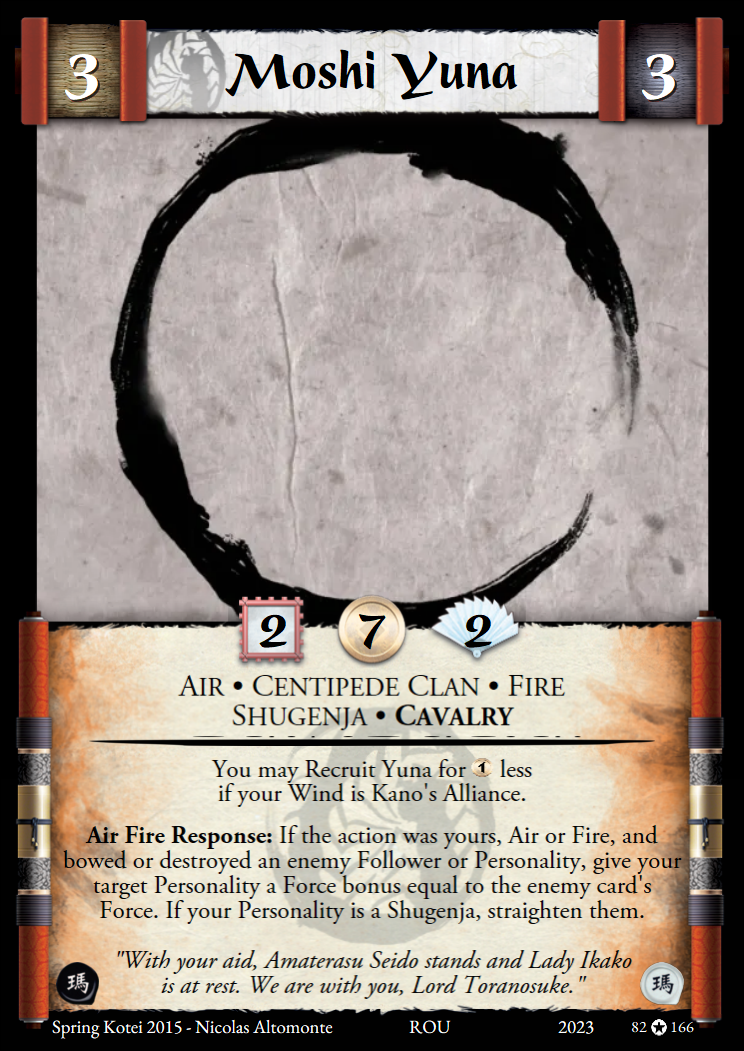 3 Moshi Yuna 3
2 7 2
AIR • CENTIPEDE CLAN • FIRE
SHUGENJA • CAVALRY
You may Recruit Yuna for 1 less
if your Wind is Kano's Alliance.
Air Fire Response: If the action was yours, Air or Fire, and
bowed or destroyed an enemy Follower or Personality, give your
target Personality a Force bonus equal to the enemy card's
Force. If your Personality is a Shugenja, straighten them.
"With your aid, Amaterasu Seido stands and Lady Ikako
is at rest. We are with you, Lord Toranosuke."
瑪 瑪
Spring Kotei 2015 - Nicolas Altomonte ROU 2023 82 166